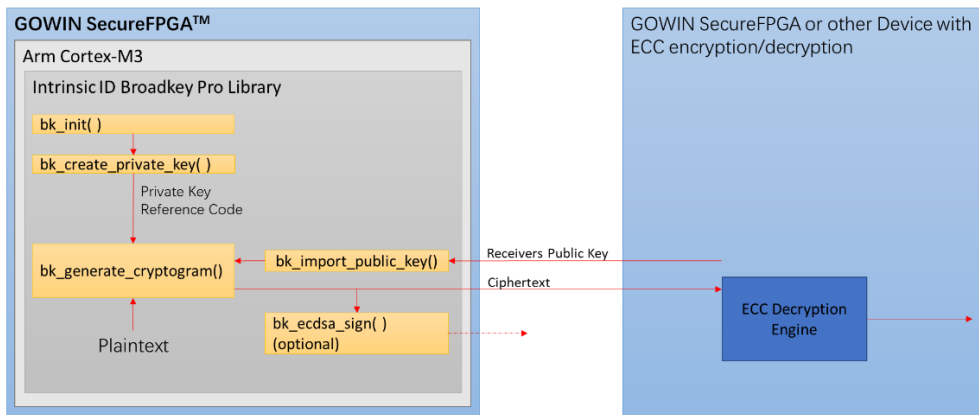 GOWIN SecureFPGA™
Arm Cortex-M3
Intrinsic ID Broadkey Pro Library
bk_init( )
bk_create_private_key( )
Private Key
Reference Code
bk_generate_cryptogram()
bk_import_public_key()
Receivers Public Key
Ciphertext
bk_ecdsa_sign( )
(optional)
Plaintext
GOWIN SecureFPGA or other Device with
ECC encryption/decryption
ECC Decryption
Engine